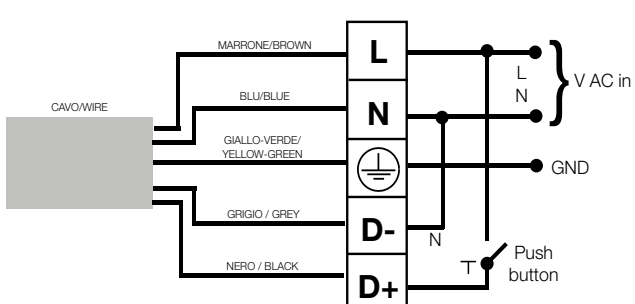 MARRONE/BROWN
L
L
N
V AC in
BLU/BLUE
CAVO/WIRE
N
GIALLO-VERDE/
YELLOW-GREEN
GND
GRIGIO / GREY
D-
N
NERO / BLACK
D+
Push
button